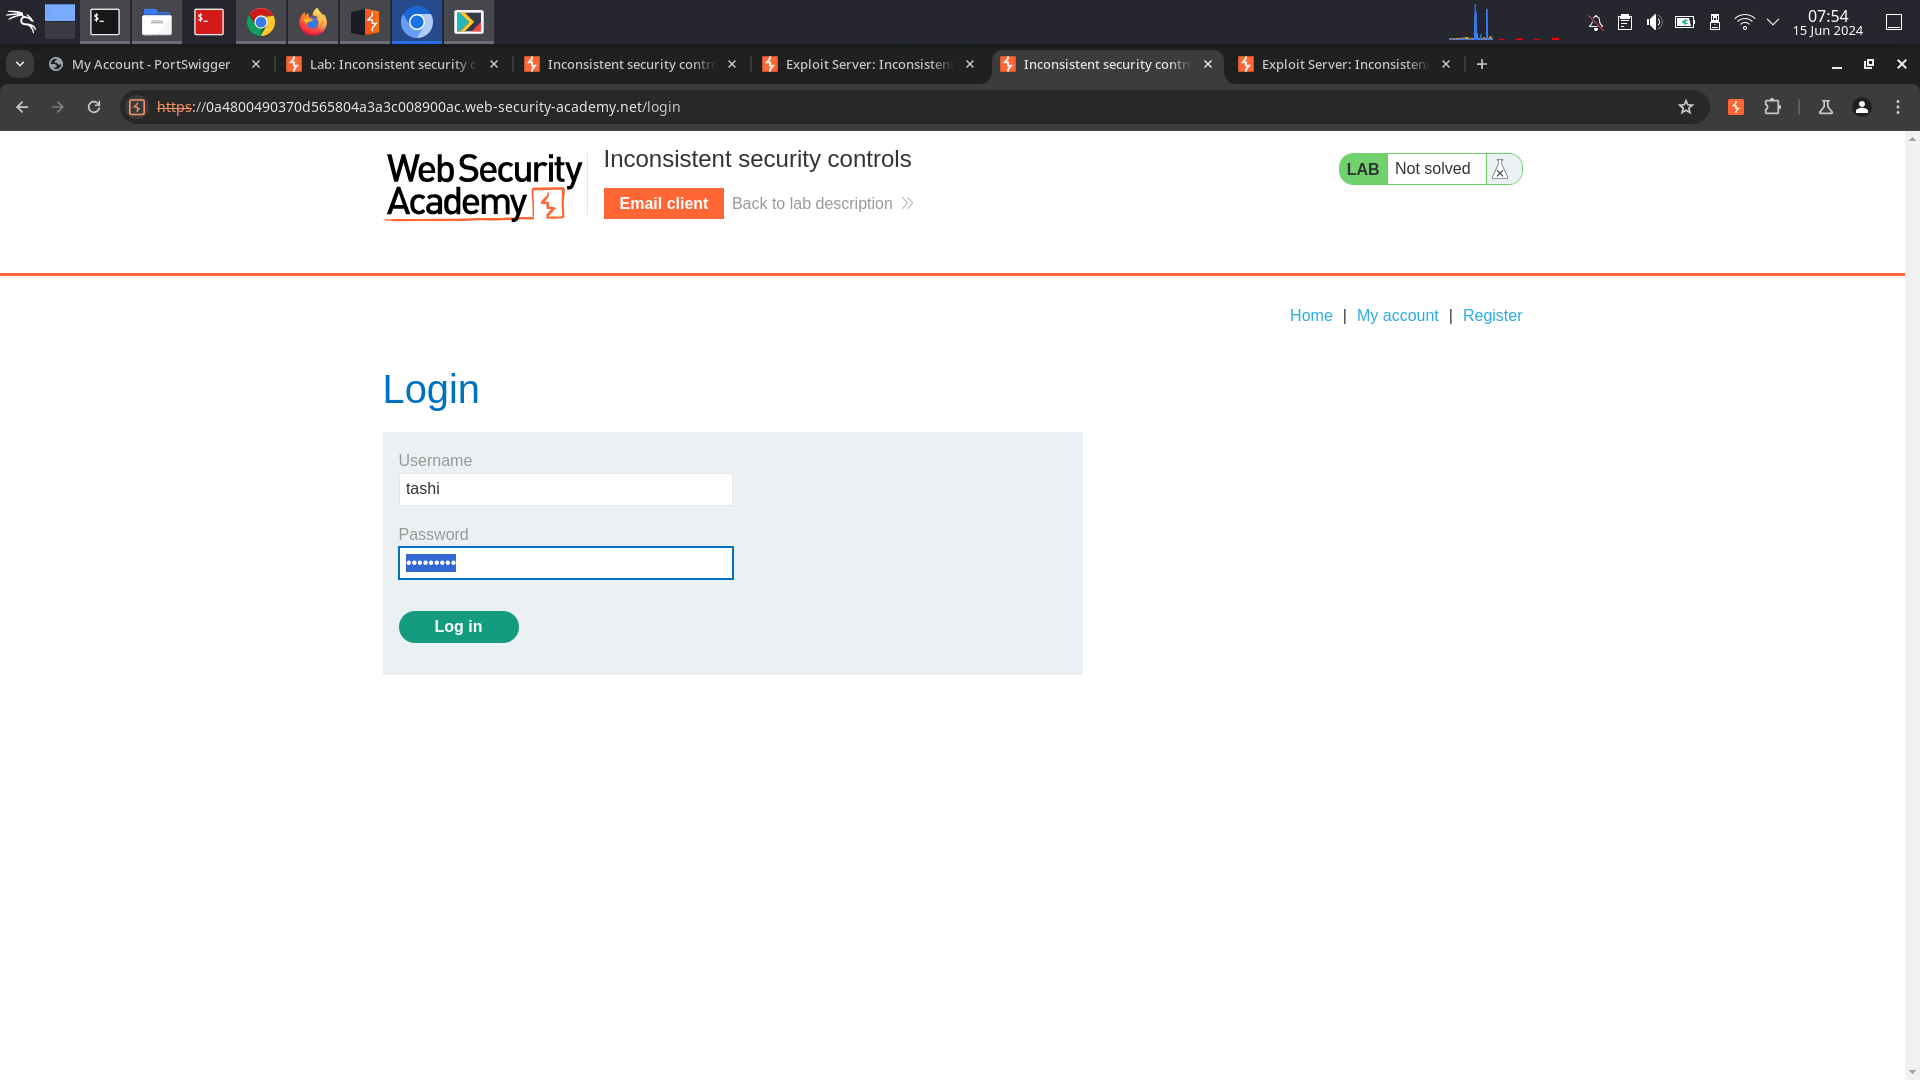 07:54
15 Jun 2024
My Account - PortSwigger
Lab: Inconsistent security c
Inconsistent security contr
Exploit Server: Inconsistent
Inconsistent security contr
Exploit Server: Inconsistent
https://0a4800490370d565804a3a3c008900ac.web-security-academy.net/login
Web Security
Academy
Inconsistent security controls
Email client
Back to lab description
LAB
Not solved
Home | My account | Register
Login
Username
tashi
Password
•••••••••
Log in